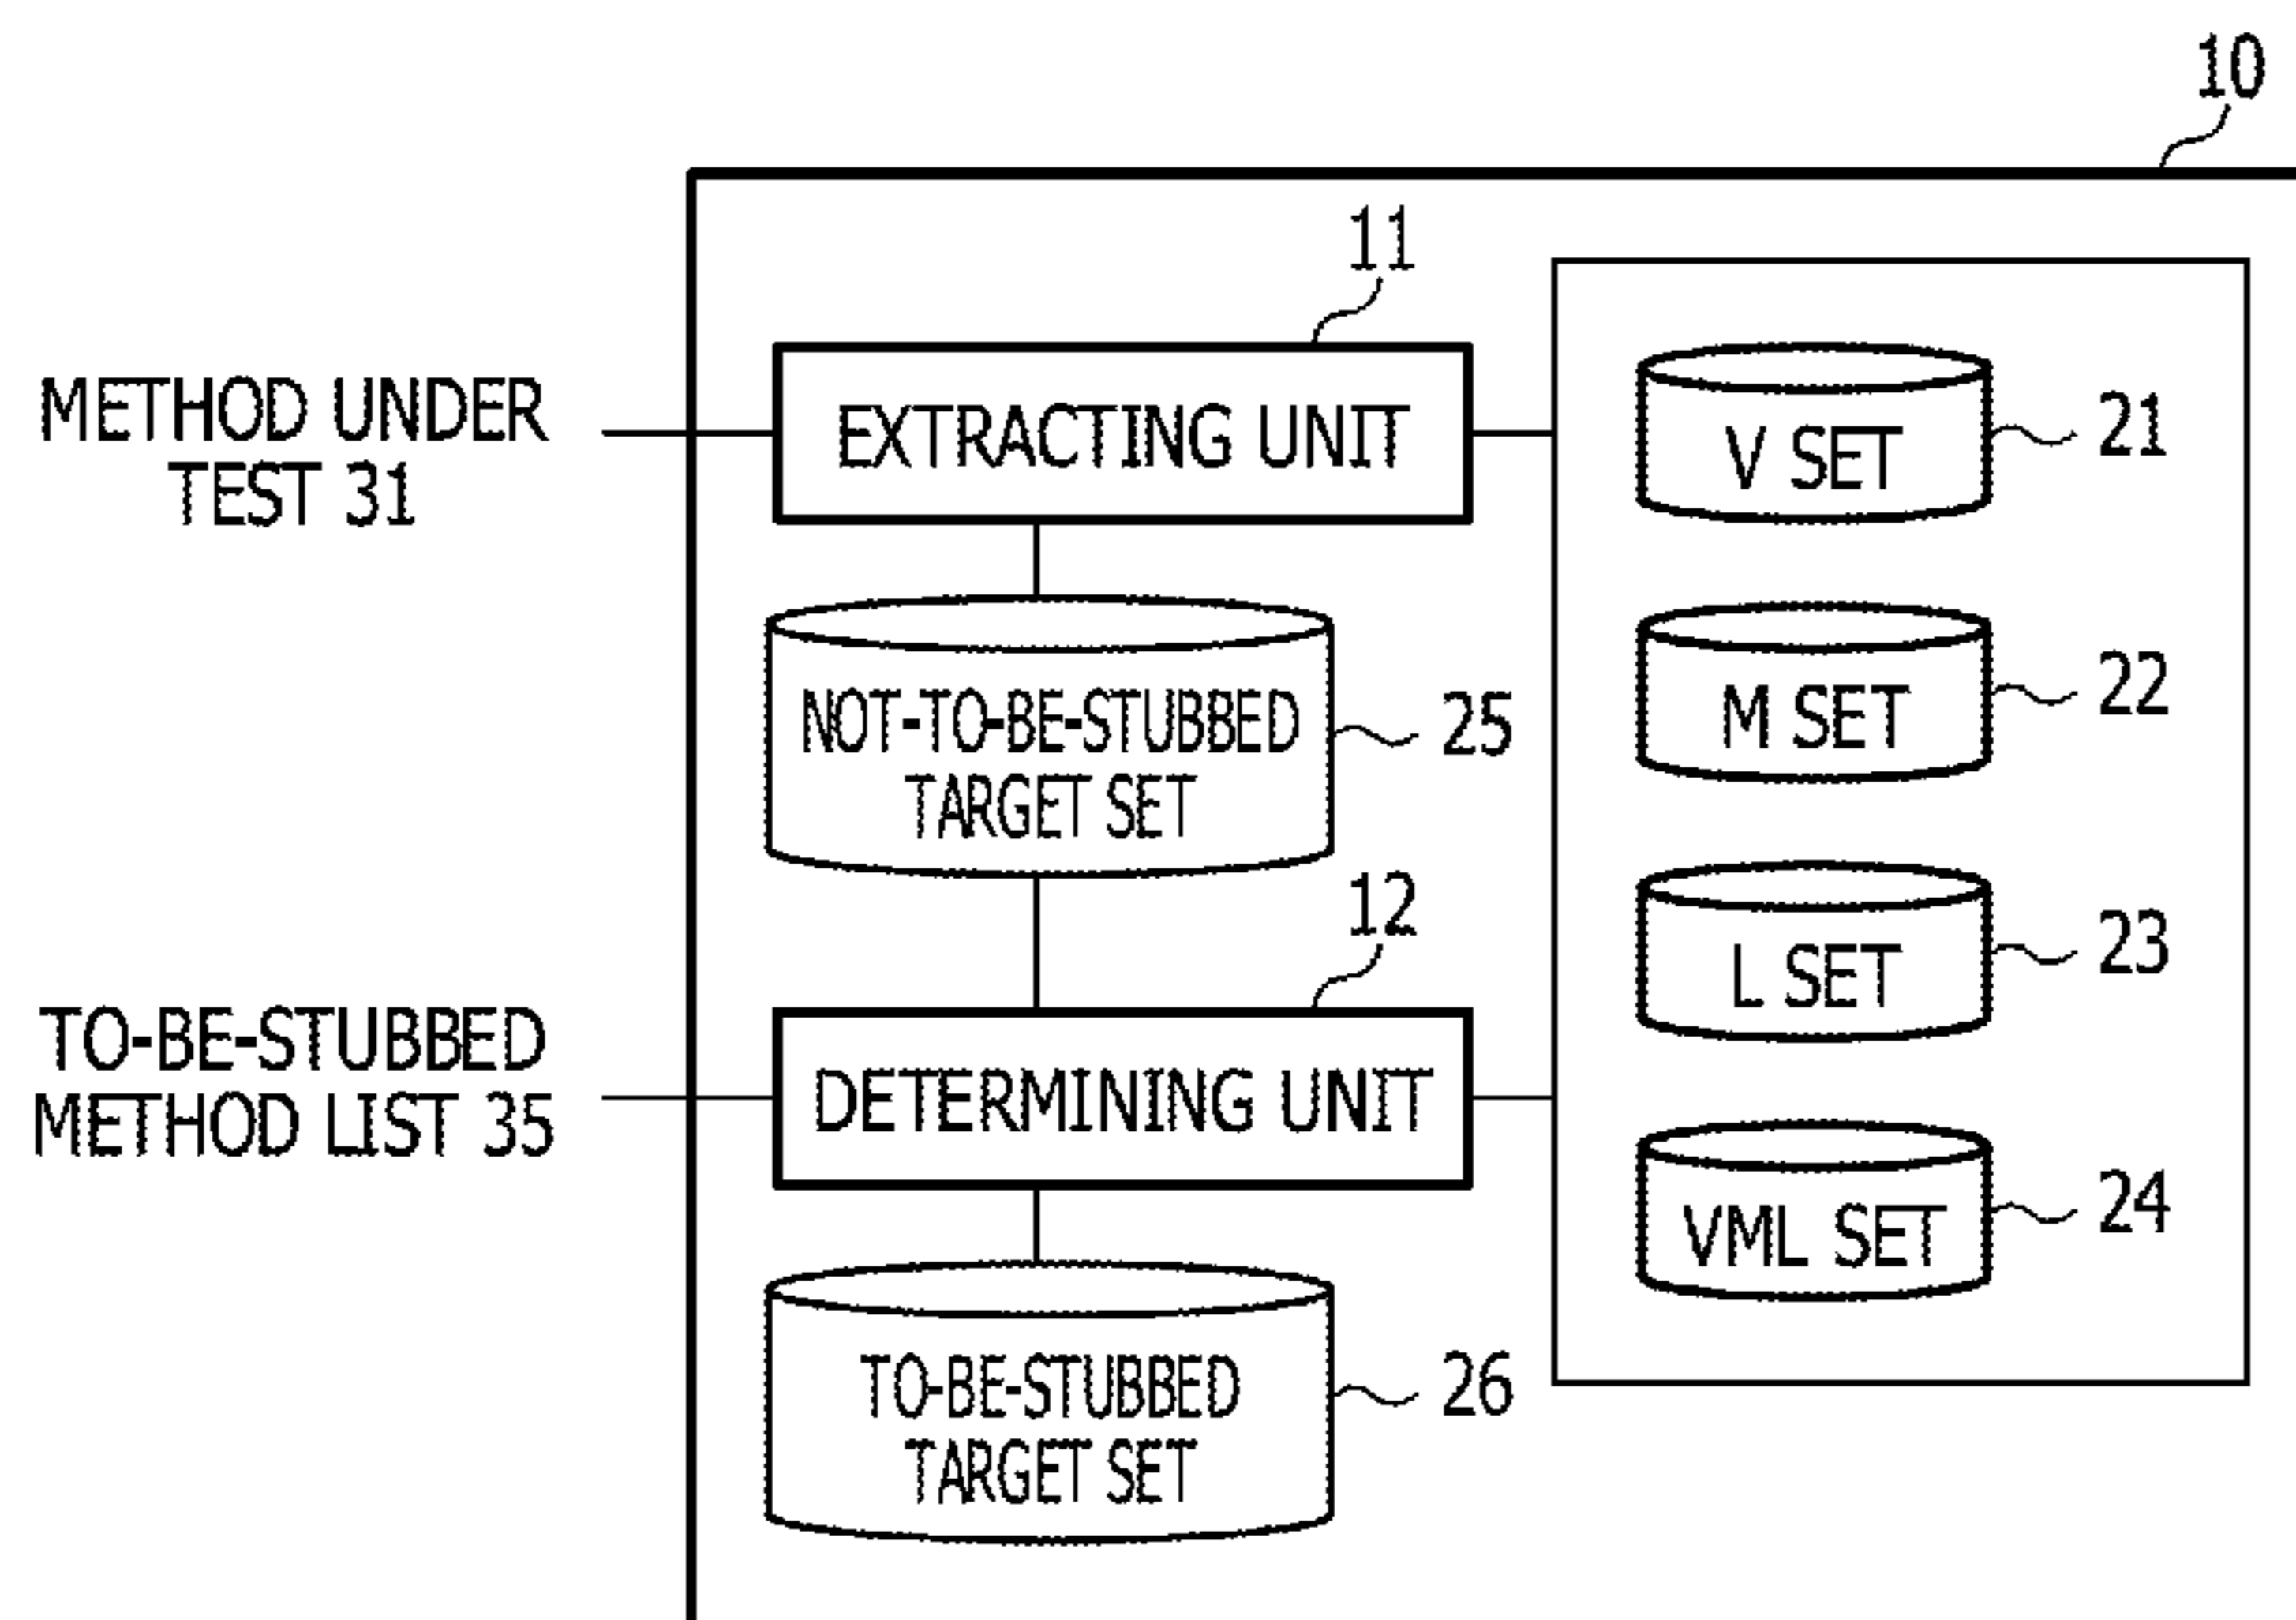 10
11
METHOD UNDER
TEST 31
EXTRACTING UNIT
V SET
21
M SET
22
NOT-TO-BE-STUBBED
TARGET SET
25
12
L SET
23
TO-BE-STUBBED
METHOD LIST 35
DETERMINING UNIT
VML SET
24
TO-BE-STUBBED
TARGET SET
26